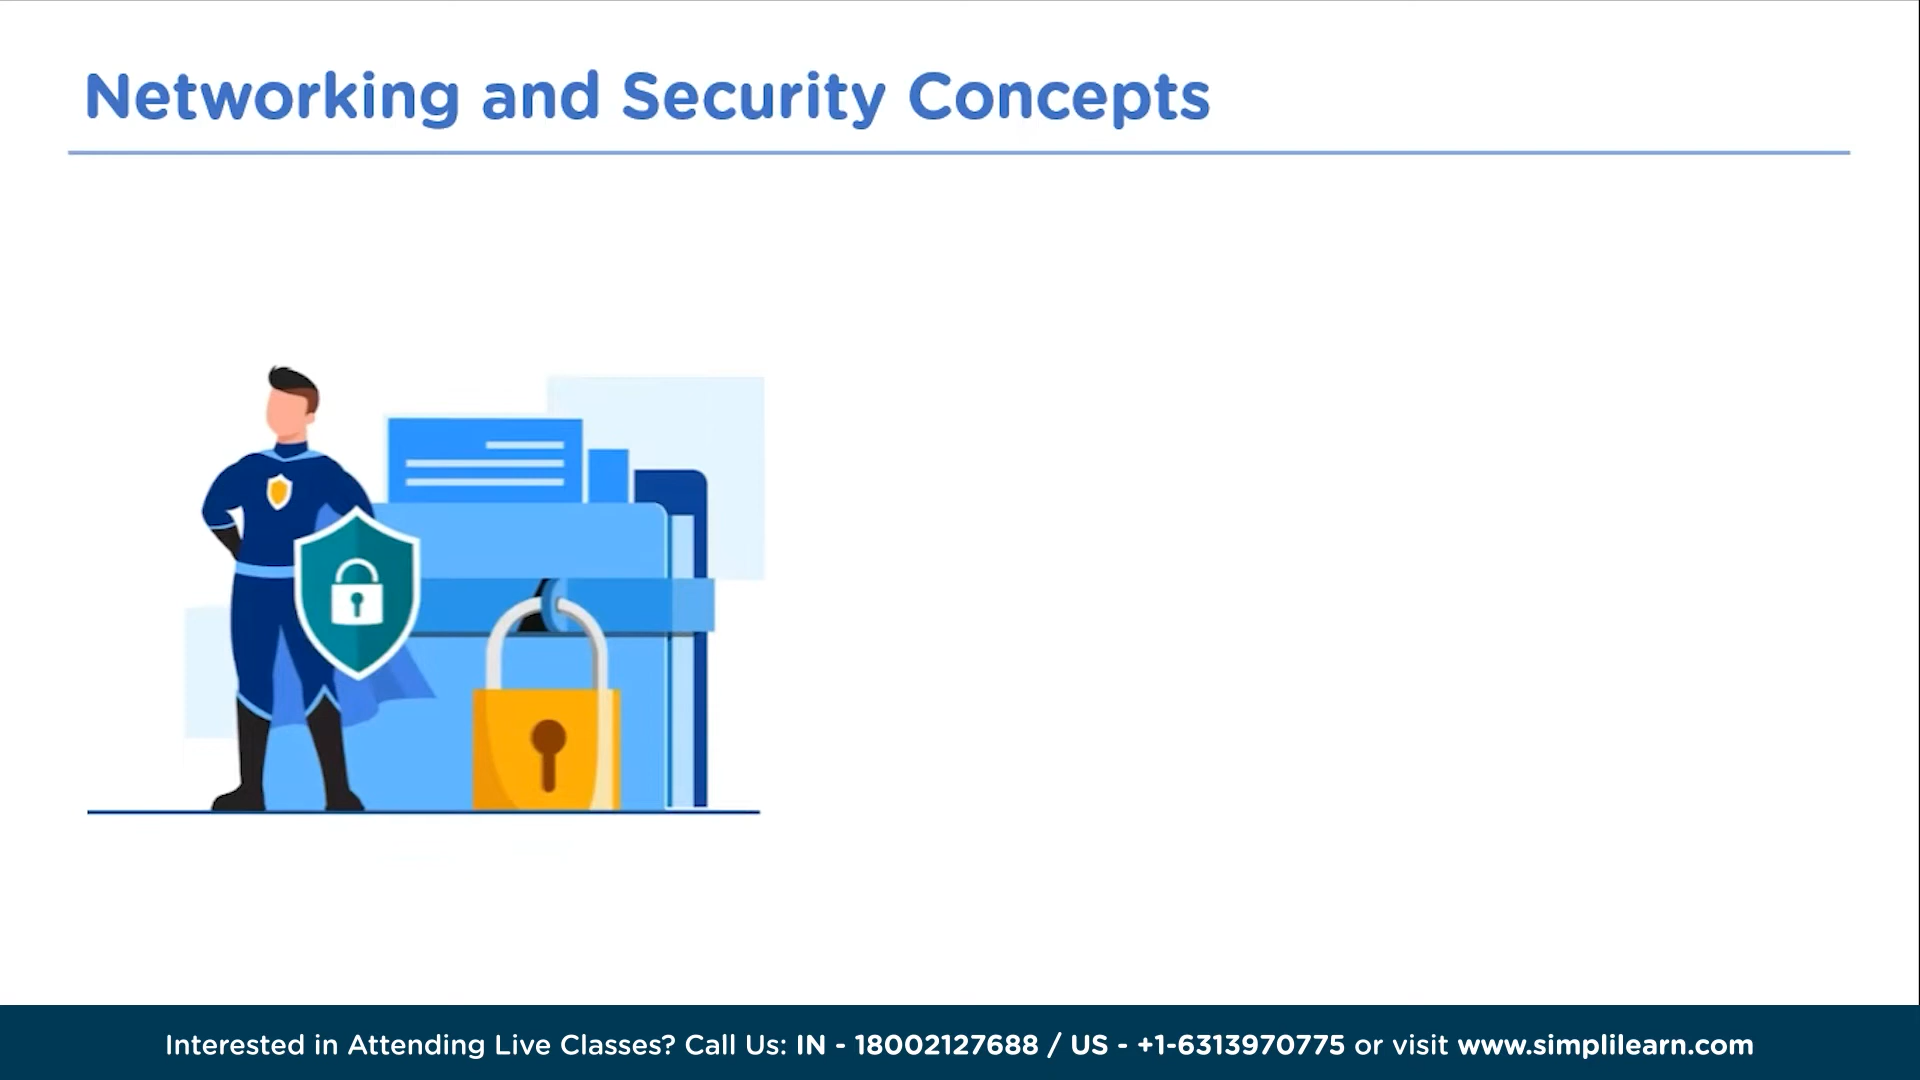 Networking and Security Concepts
Interested in Attending Live Classes? Call Us: IN - 18002127688 / US - +1-6313970775 or visit www.simplilearn.com